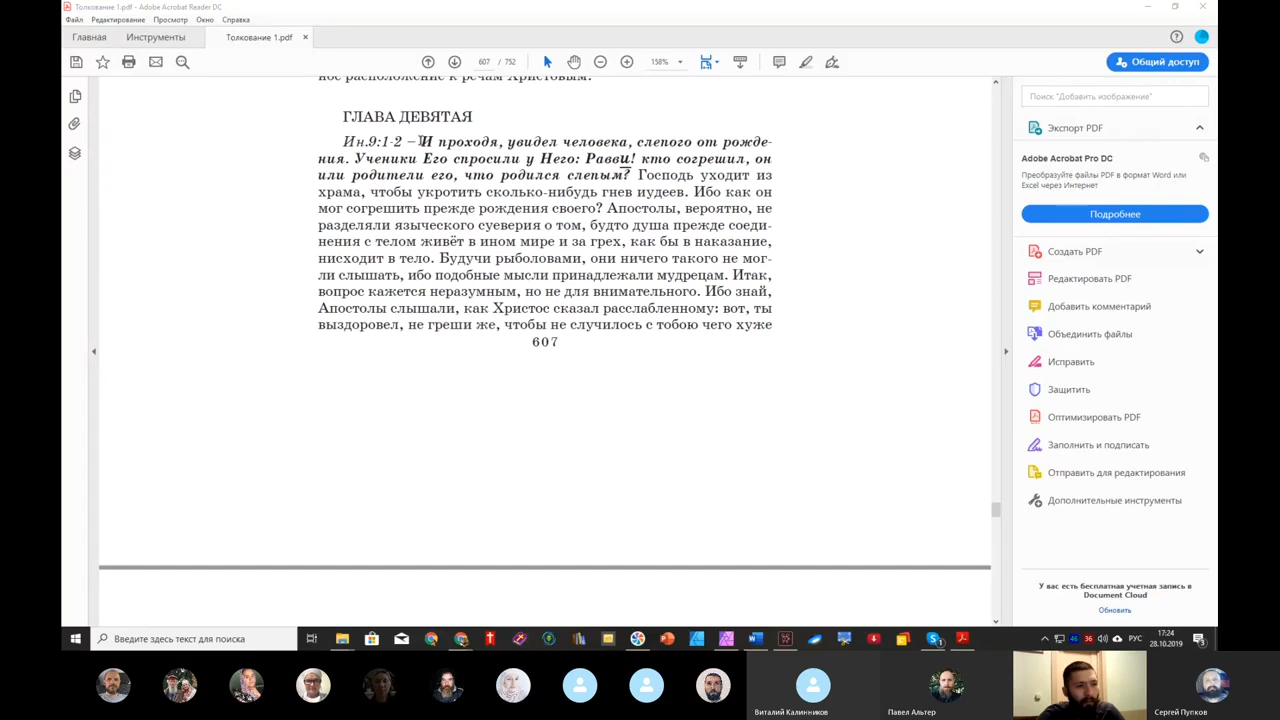 Толкование 1.pdf - Adobe Acrobat Reader DC
Файл Редактирование Просмотр Окно Справка
Главная Инструменты Толкование 1.pdf ×
607 / 752 158%
Общий доступ
ное расположение к речам Христовым.
ГЛАВА ДЕВЯТАЯ
Ин.9:1-2 – И проходя, увидел человека, слепого от рожде-
ния. Ученики Его спросили у Него: Равви! кто согрешил, он
или родители его, что родился слепым? Господь уходит из
храма, чтобы укротить сколько-нибудь гнев иудеев. Ибо как он
мог согрешить прежде рождения своего? Апостолы, вероятно, не
разделяли языческого суеверия о том, будто душа прежде соеди-
нения с телом живёт в ином мире и за грех, как бы в наказание,
нисходит в тело. Будучи рыболовами, они ничего такого не мог-
ли слышать, ибо подобные мысли принадлежали мудрецам. Итак,
вопрос кажется неразумным, но не для внимательного. Ибо знай,
Апостолы слышали, как Христос сказал расслабленному: вот, ты
выздоровел, не греши же, чтобы не случилось с тобою чего хуже
607
Поиск "Добавить изображение"
Экспорт PDF
Adobe Acrobat Pro DC
Преобразуйте файлы PDF в формат Word или
Excel через Интернет
Подробнее
Создать PDF
Редактировать PDF
Добавить комментарий
Объединить файлы
Исправить
Защитить
Оптимизировать PDF
Заполнить и подписать
Отправить для редактирования
Дополнительные инструменты
У вас есть бесплатная учетная запись в
Document Cloud
Обновить
Введите здесь текст для поиска
46 36 РУС
17:24
28.10.2019
3
Виталий Калинников
Павел Альтер
Сергей Пупков